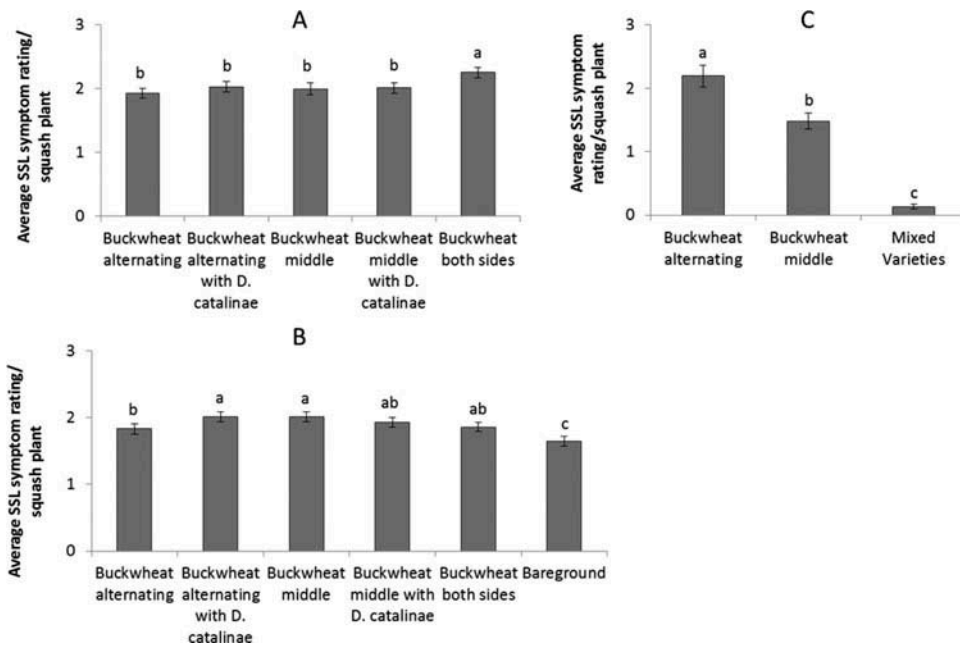 A
Average SSL symptom rating/
squash plant
3
2
1
0
b
b
b
b
a
Buckwheat
alternating
Buckwheat
alternating
with D.
catalinae
Buckwheat
middle
Buckwheat
middle
with D.
catalinae
Buckwheat
both sides
C
Average SSL symptom
rating/squash plant
3
2
1
0
a
b
c
Buckwheat
alternating
Buckwheat
middle
Mixed
Varieties
B
Average SSL symptom rating/
squash plant
3
2
1
0
b
a
a
ab
ab
c
Buckwheat
alternating
Buckwheat
alternating
with D.
catalinae
Buckwheat
middle
Buckwheat
middle with
D. catalinae
Buckwheat
both sides
Bareground